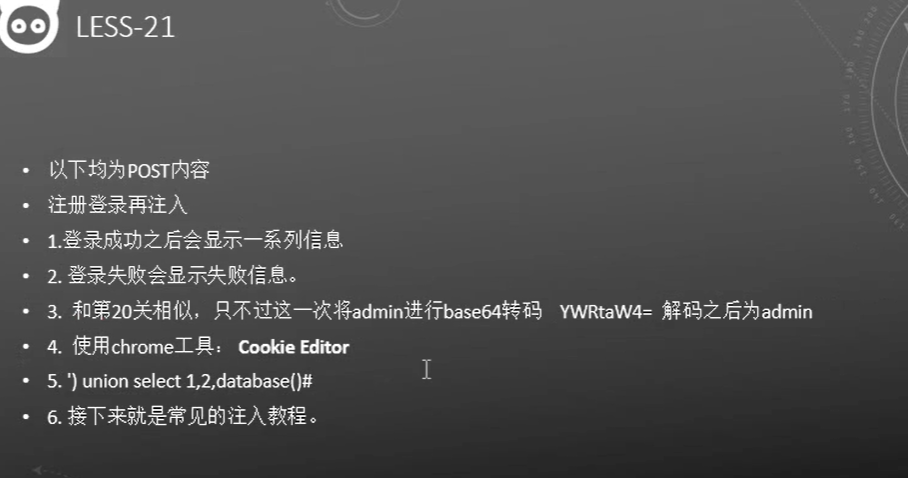 LESS-21
• 以下均为POST内容
• 注册登录再注入
• 1.登录成功之后会显示一系列信息
• 2. 登录失败会显示失败信息。
• 3. 和第20关相似，只不过这一次将admin进行base64转码 YWRtaW4= 解码之后为admin
• 4. 使用chrome工具： Cookie Editor
• 5. ') union select 1,2,database()#
• 6. 接下来就是常见的注入教程。